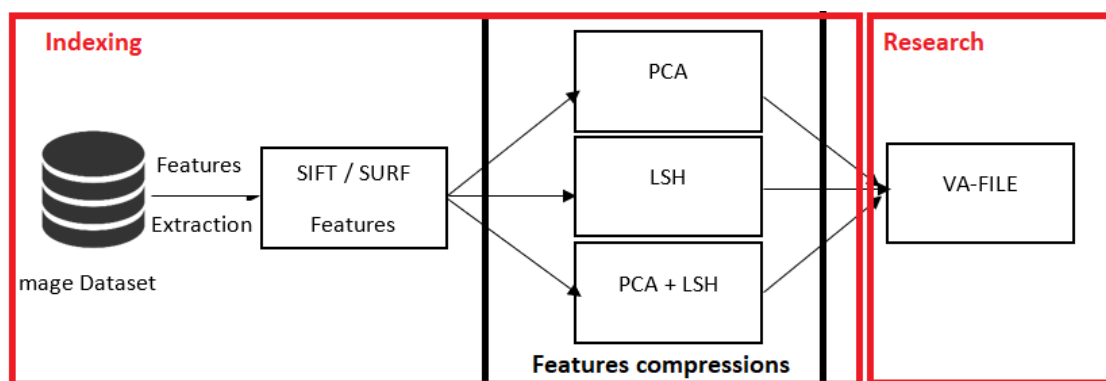 Indexing
Research
PCA
Features
Extraction
SIFT / SURF
Features
LSH
VA-FILE
PCA + LSH
mage Dataset
Features compressions